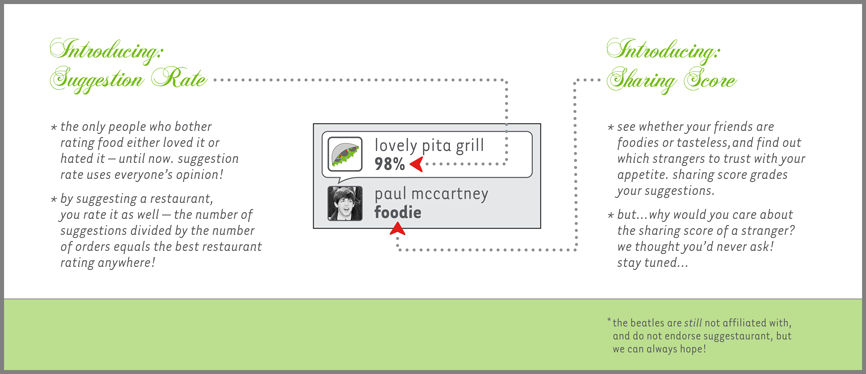 Introducing:
Suggestion Rate
* the only people who bother
rating food either loved it or
hated it – until now. suggestion
rate uses everyone's opinion!
* by suggesting a restaurant,
you rate it as well – the number of
suggestions divided by the number
of orders equals the best restaurant
rating anywhere!
lovely pita grill
98%
paul mccartney
foodie
Introducing:
Sharing Score
* see whether your friends are
foodies or tasteless, and find out
which strangers to trust with your
appetite. sharing score grades
your suggestions.
* but...why would you care about
the sharing score of a stranger?
we thought you'd never ask!
stay tuned...
*the beatles are still not affiliated with,
and do not endorse suggestaurant, but
we can always hope!